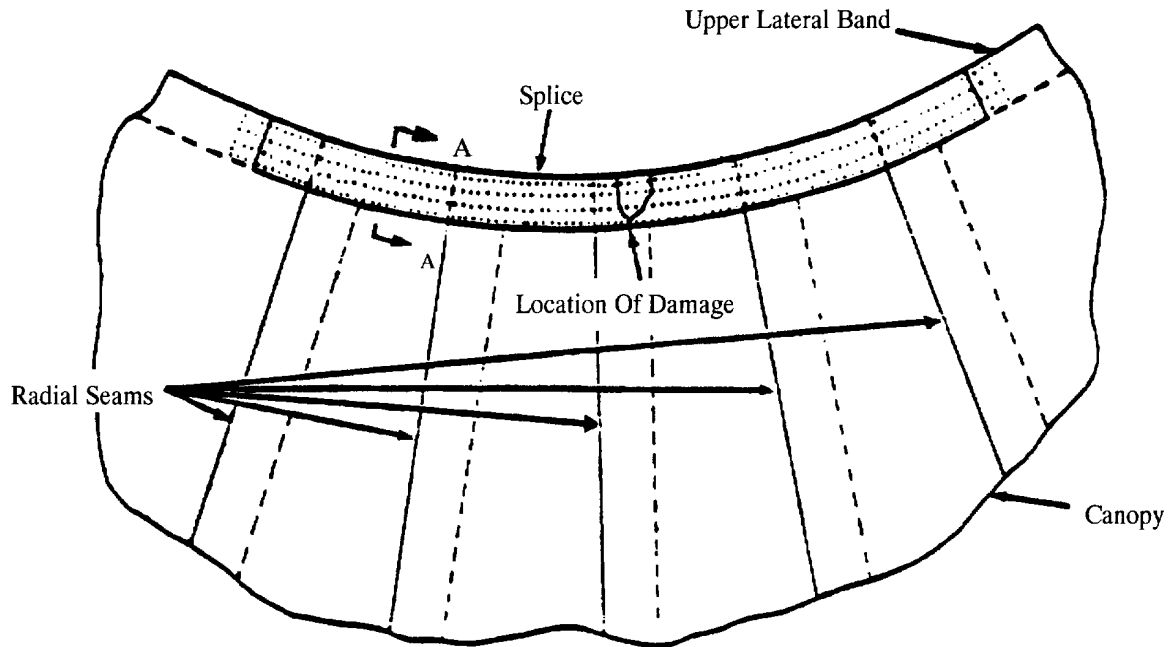 Upper Lateral Band
Splice
A
A
Location Of Damage
Radial Seams
Canopy